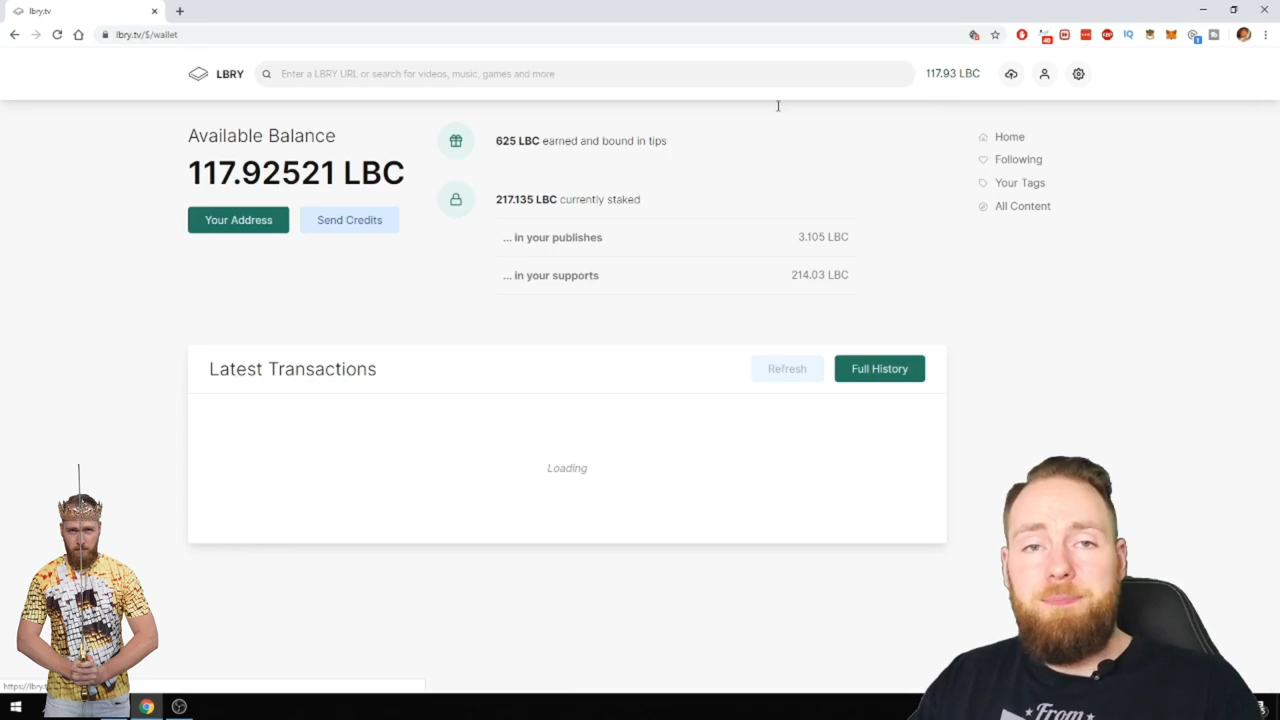 lbry.tv
lbry.tv/$/wallet
LBRY
Enter a LBRY URL or search for videos, music, games and more
117.93 LBC
Available Balance
117.92521 LBC
Your Address
Send Credits
625 LBC earned and bound in tips
217.135 LBC currently staked
... in your publishes 3.105 LBC
... in your supports 214.03 LBC
Home
Following
Your Tags
All Content
Latest Transactions
Refresh
Full History
Loading
https://lbry.
From